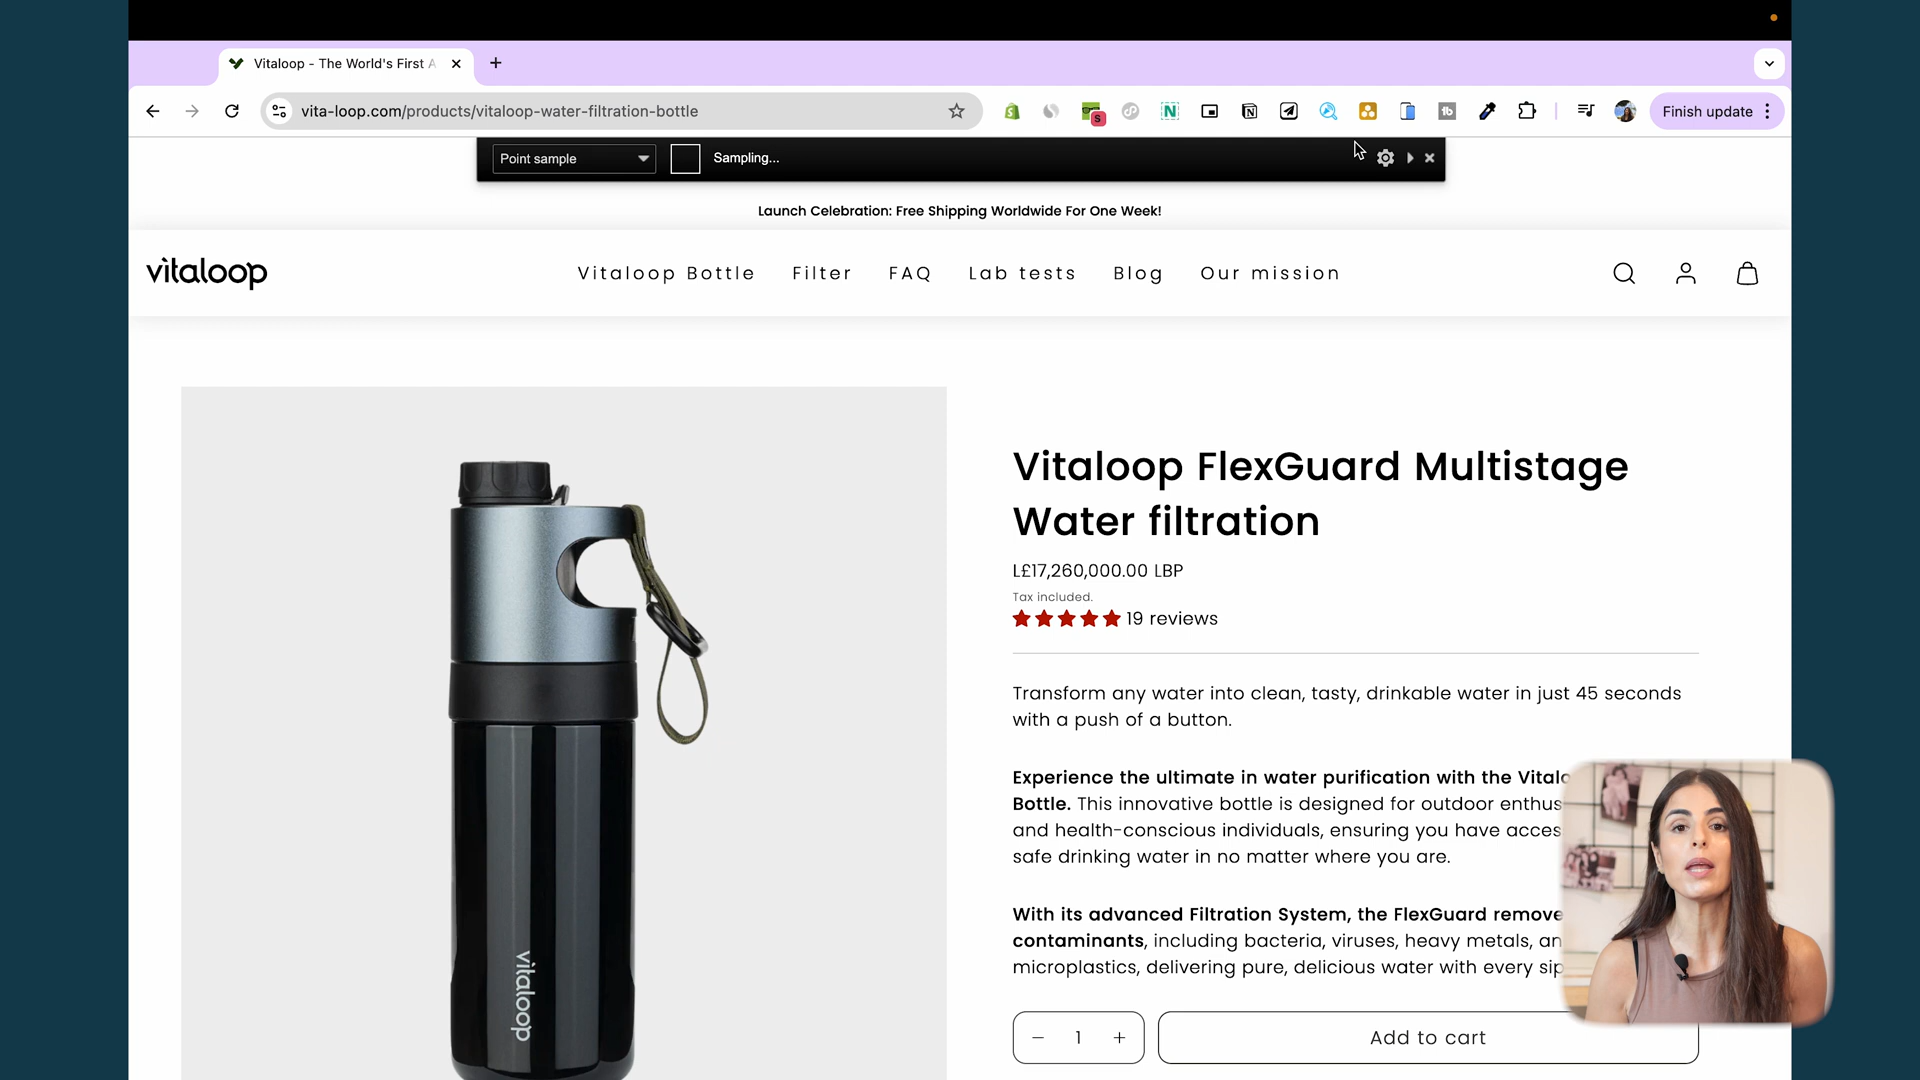 Vitaloop - The World's First A
vita-loop.com/products/vitaloop-water-filtration-bottle
Finish update
Point sample
Sampling...
Launch Celebration: Free Shipping Worldwide For One Week!
vitaloop
Vitaloop Bottle
Filter
FAQ
Lab tests
Blog
Our mission
Vitaloop FlexGuard Multistage
Water filtration
L£17,260,000.00 LBP
Tax included.
19 reviews
Transform any water into clean, tasty, drinkable water in just 45 seconds
with a push of a button.
Experience the ultimate in water purification with the Vitalo
Bottle. This innovative bottle is designed for outdoor enthus
and health-conscious individuals, ensuring you have acces
safe drinking water in no matter where you are.
With its advanced Filtration System, the FlexGuard remove
contaminants, including bacteria, viruses, heavy metals, an
microplastics, delivering pure, delicious water with every sip
1
Add to cart
vitaloop